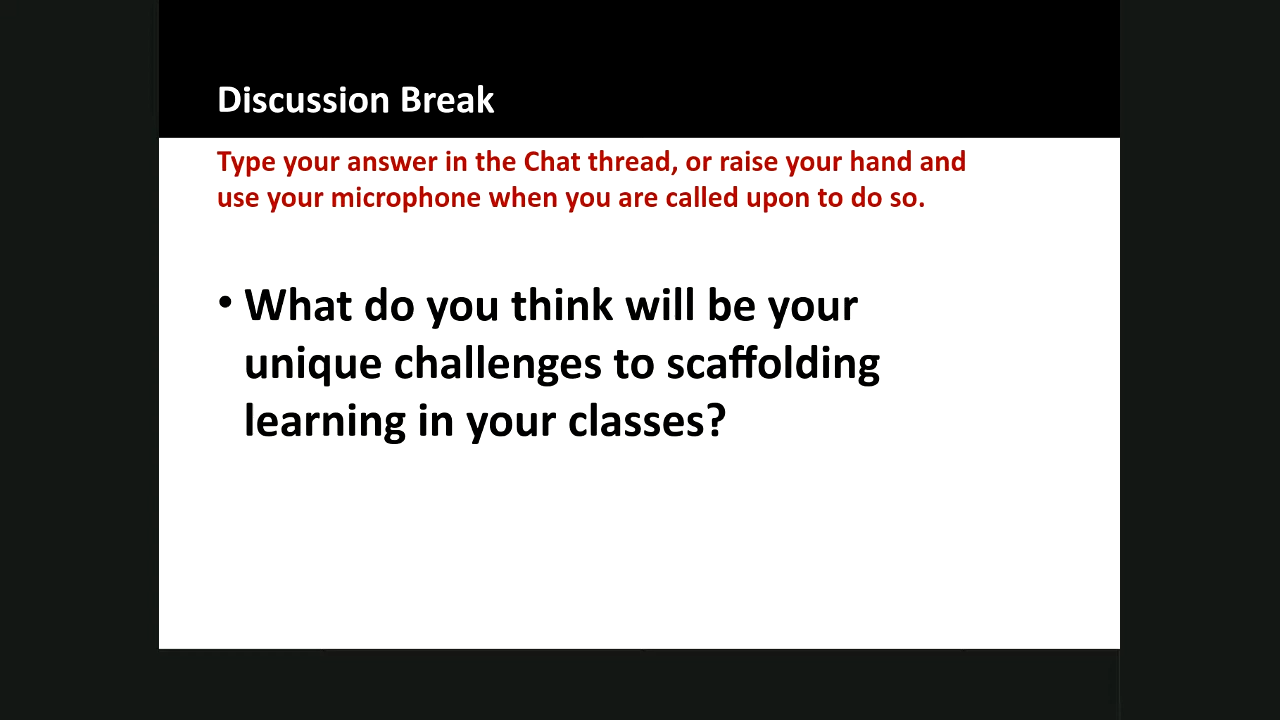 Discussion Break
Type your answer in the Chat thread, or raise your hand and
use your microphone when you are called upon to do so.
• What do you think will be your
unique challenges to scaffolding
learning in your classes?